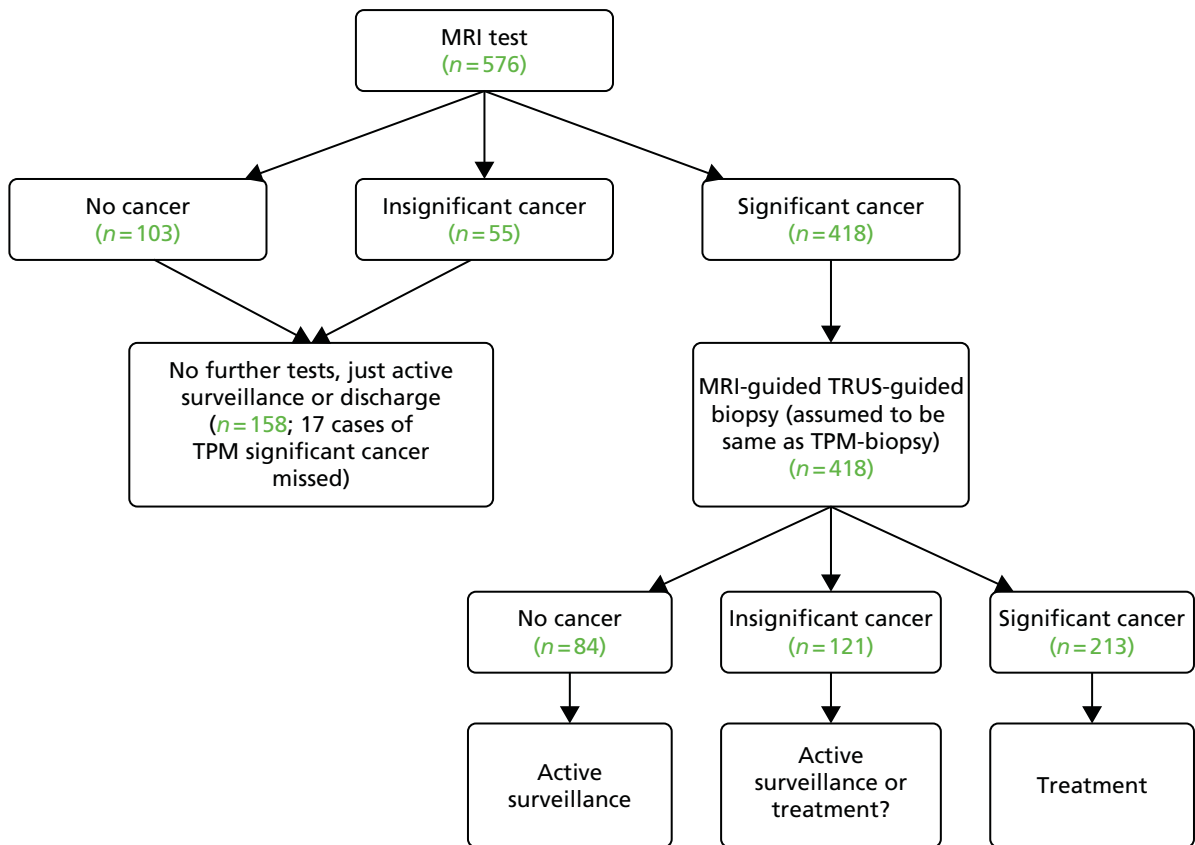 MRI test
(n=576)
No cancer
(n=103)
Insignificant cancer
(n=55)
Significant cancer
(n=418)
No further tests, just active
surveillance or discharge
(n=158; 17 cases of
TPM significant cancer
missed)
MRI-guided TRUS-guided
biopsy (assumed to be
same as TPM-biopsy)
(n=418)
No cancer
(n=84)
Insignificant cancer
(n=121)
Significant cancer
(n=213)
Active
surveillance
Active
surveillance or
treatment?
Treatment